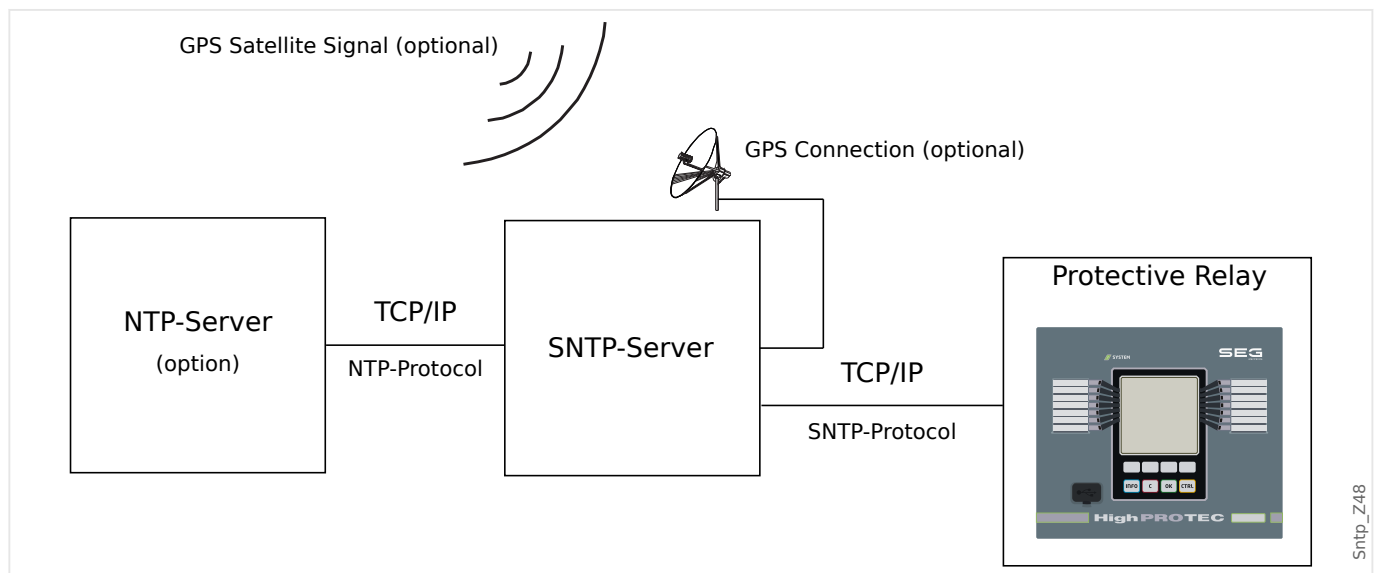 GPS Satellite Signal (optional)
GPS Connection (optional)
NTP-Server
(option)
TCP/IP
NTP-Protocol
SNTP-Server
TCP/IP
SNTP-Protocol
Protective Relay
SYSTEM
SEG
INFO
C
OK
CTRL
HighPROTEC
Sntp_Z48